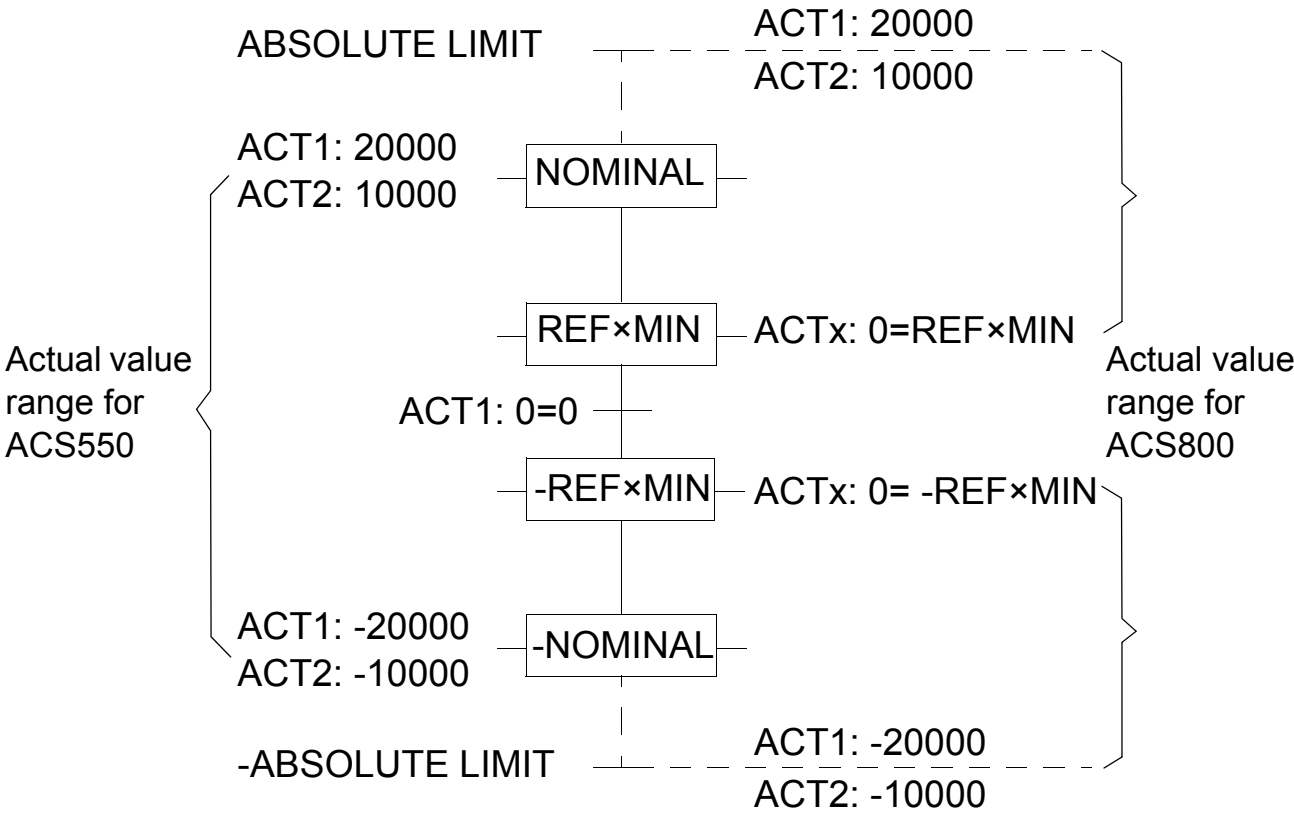 ABSOLUTE LIMIT
ACT1: 20000
ACT2: 10000
ACT1: 20000
ACT2: 10000
NOMINAL
REF×MIN
ACTx: 0=REF×MIN
Actual value
range for
ACS550
ACT1: 0=0
Actual value
range for
ACS800
-REF×MIN
ACTx: 0= -REF×MIN
ACT1: -20000
ACT2: -10000
-NOMINAL
-ABSOLUTE LIMIT
ACT1: -20000
ACT2: -10000